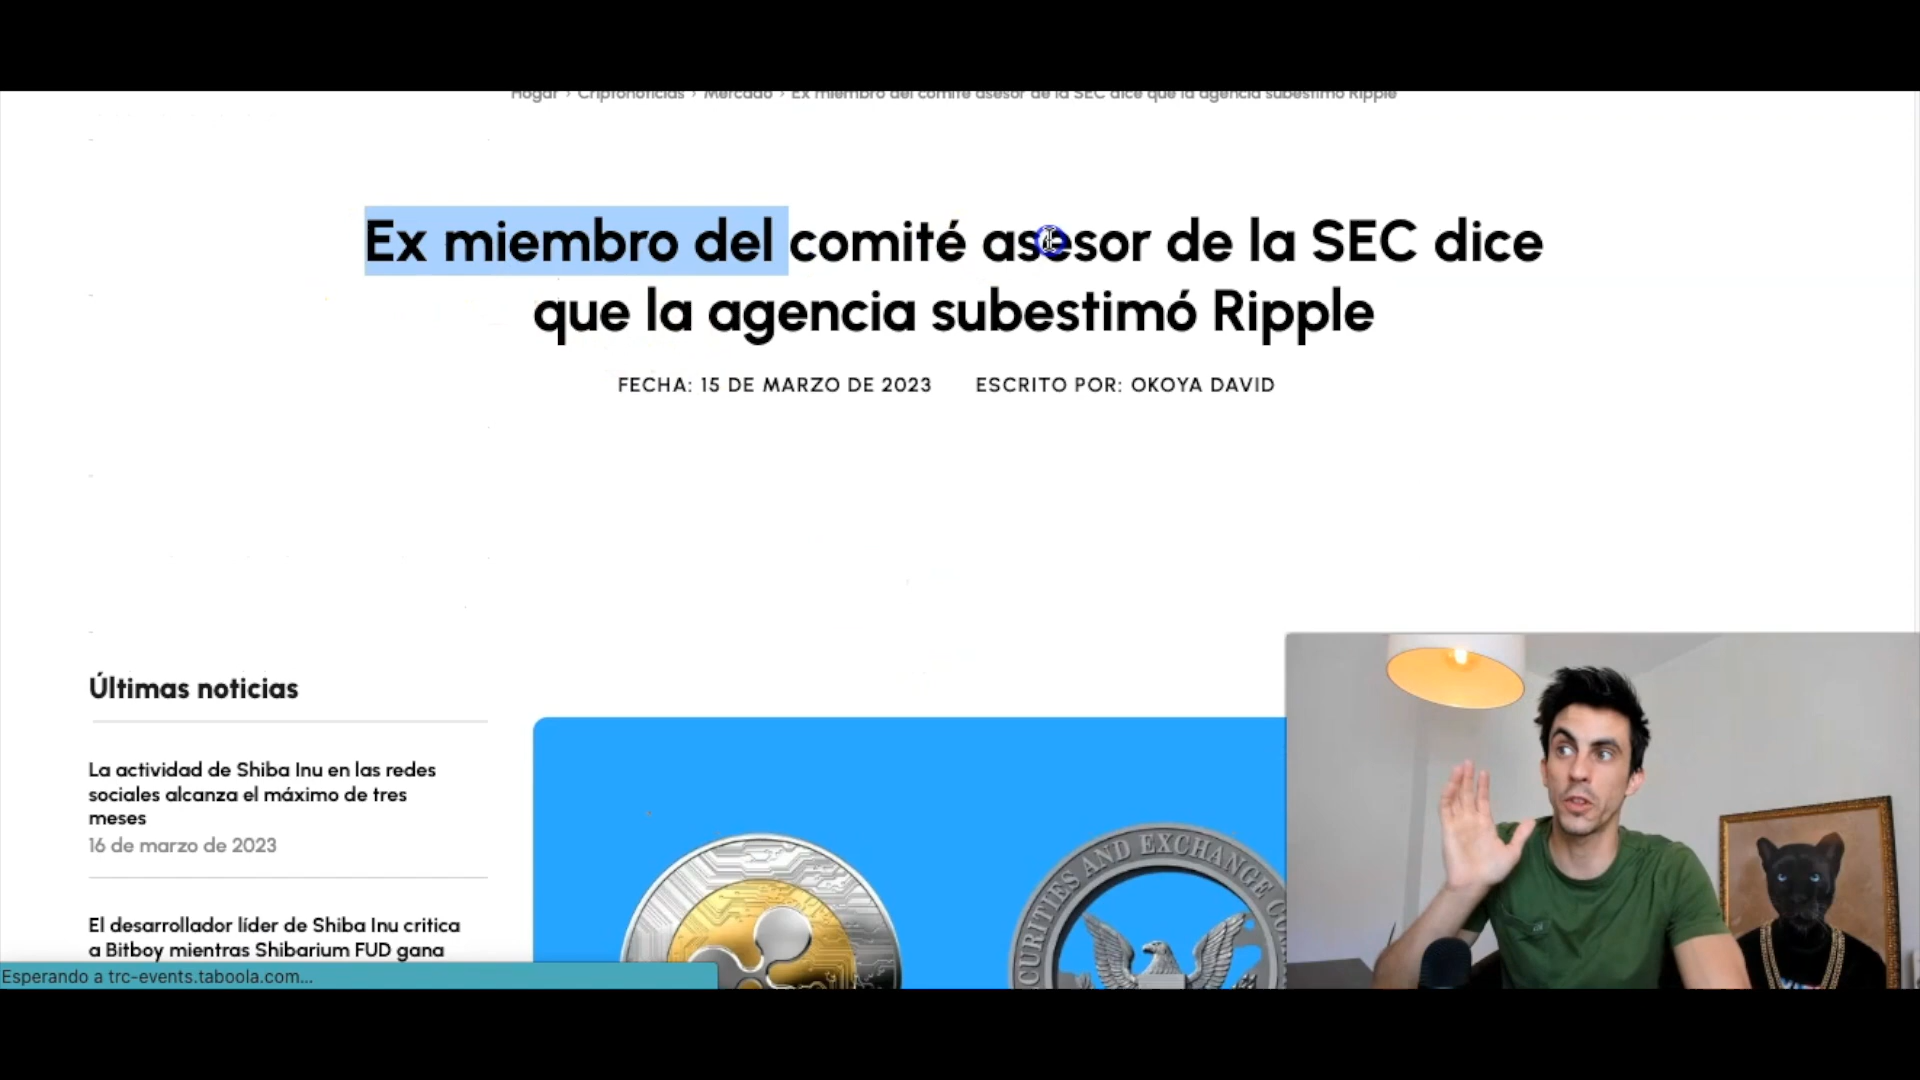 Hogar › Criptonoticias › Mercado › Ex miembro del comité asesor de la SEC dice que la agencia subestimó Ripple
Ex miembro del comité asesor de la SEC dice
que la agencia subestimó Ripple
FECHA: 15 DE MARZO DE 2023 ESCRITO POR: OKOYA DAVID
Últimas noticias
La actividad de Shiba Inu en las redes
sociales alcanza el máximo de tres
meses
16 de marzo de 2023
El desarrollador líder de Shiba Inu critica
a Bitboy mientras Shibarium FUD gana
AND EXCHANGE
Esperando a trc-events.taboola.com...